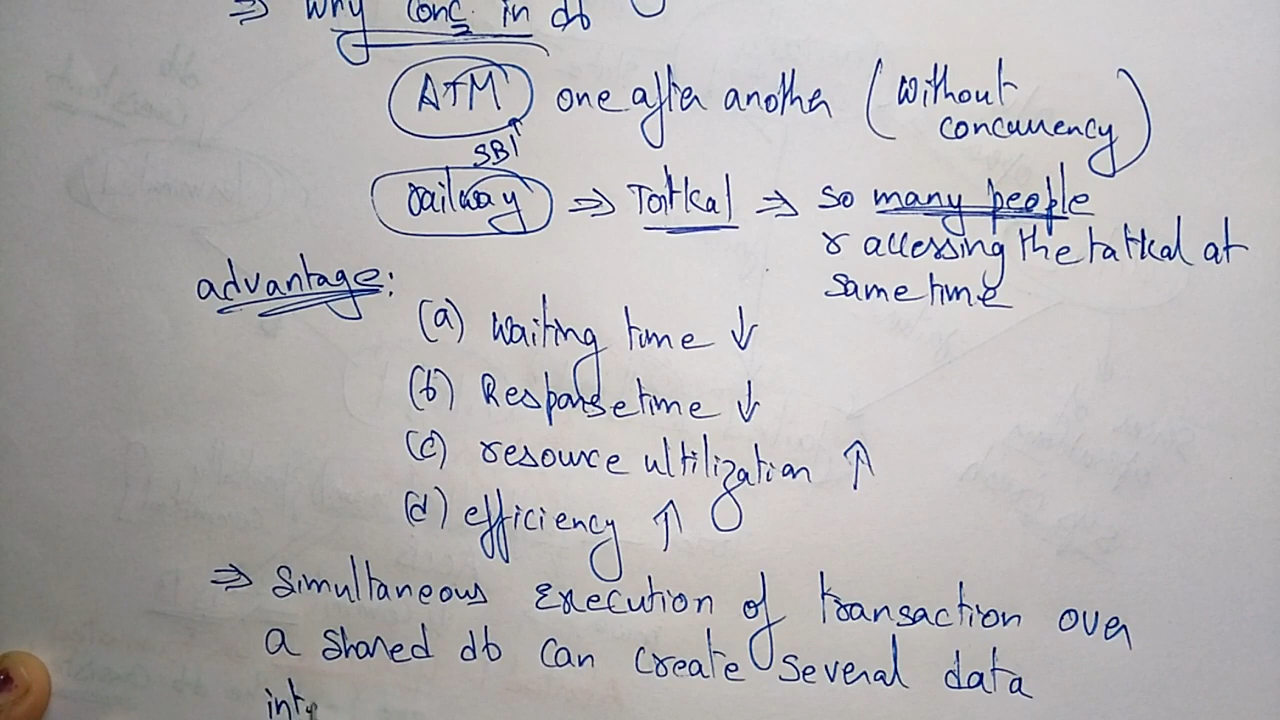 ⇒ Why conc. in db
ATM one after another (without concurrency)
SBI
railway ⇒ Tatkal ⇒ so many people
r accessing the tatkal at
same time
advantage:
(a) waiting time ↓
(b) Response time ↓
(c) resource ultilization ↑
(d) efficiency ↑
⇒ simultaneous execution of transaction over
a shared db can create several data